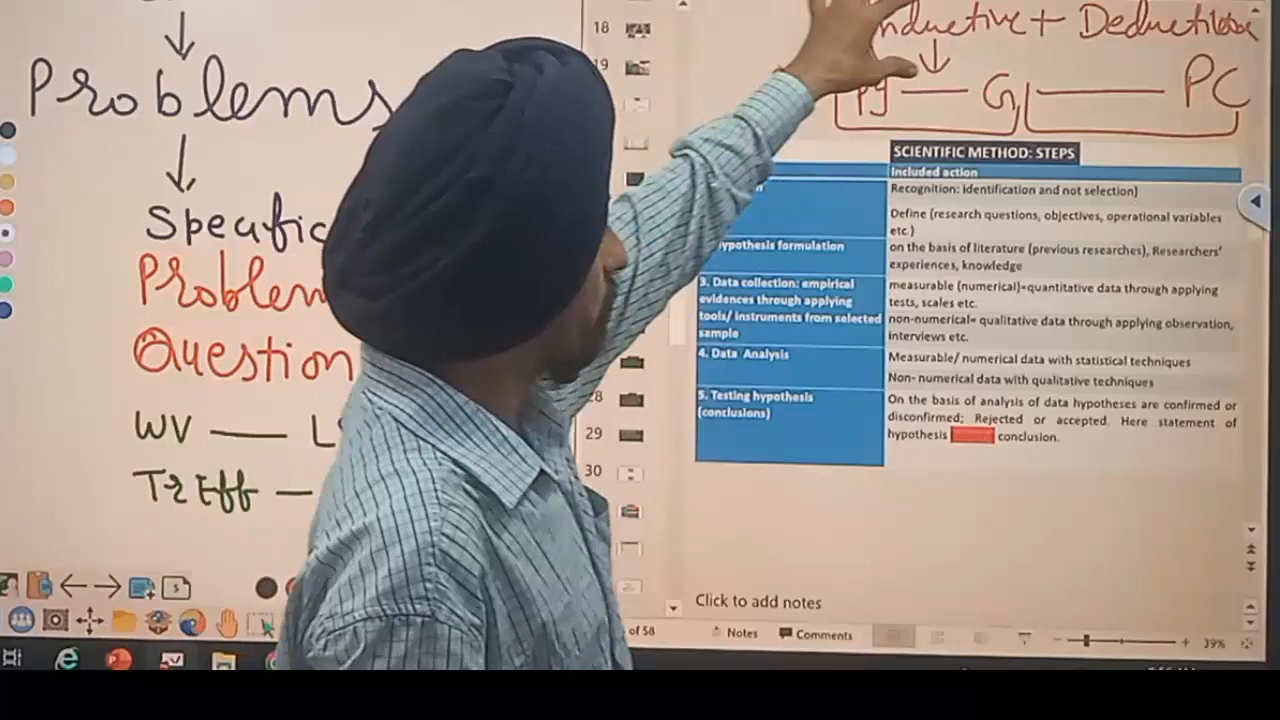 Problems
Specific
Problem
Question
WV — L
Tr Eff —
18
19
28
29
30
nductive + Deductive
Pg — G — PC
SCIENTIFIC METHOD: STEPS
Included action
Recognition: identification and not selection)
Define (research questions, objectives, operational variables
etc.)
hypothesis formulation
on the basis of literature (previous researches), Researchers'
experiences, knowledge
3. Data collection: empirical
evidences through applying
tools/ instruments from selected
sample
measurable (numerical)=quantitative data through applying
tests, scales etc.
non-numerical= qualitative data through applying observation,
interviews etc.
4. Data Analysis
Measurable/ numerical data with statistical techniques
Non- numerical data with qualitative techniques
5. Testing hypothesis
(conclusions)
On the basis of analysis of data hypotheses are confirmed or
disconfirmed; Rejected or accepted. Here statement of
hypothesis conclusion.
Click to add notes
of 58
Notes
Comments
39%